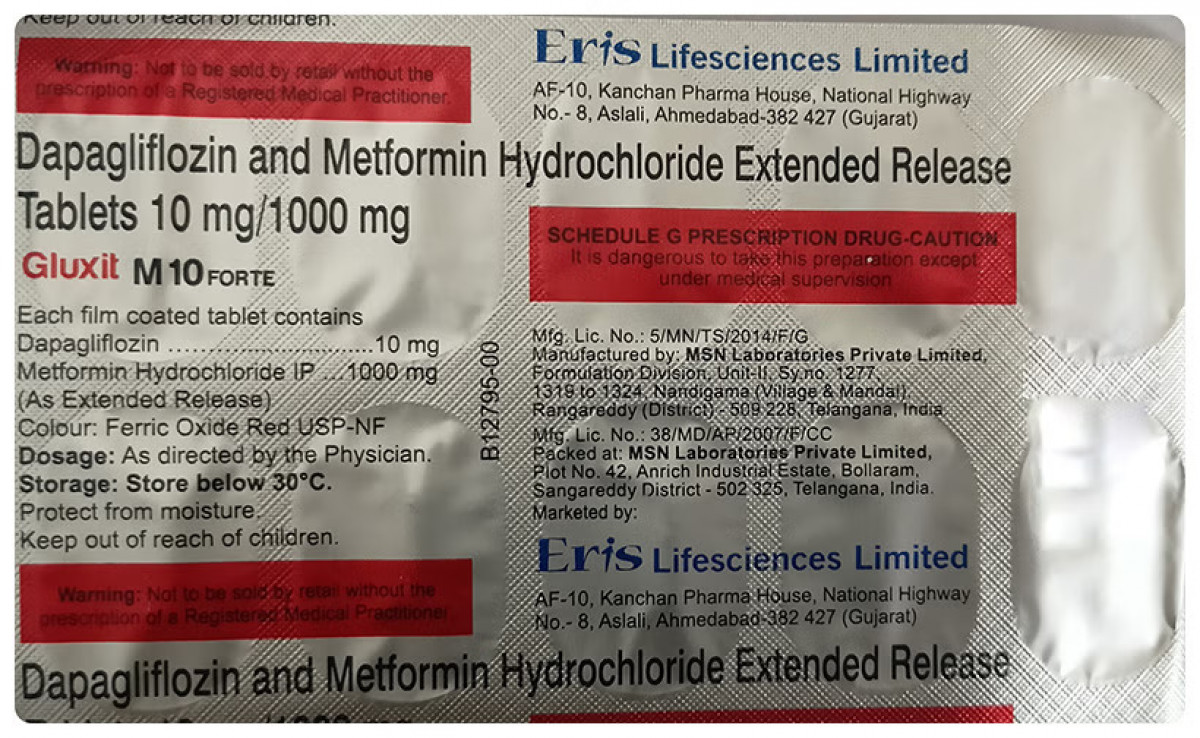 Keep out of reach of children.
Warning: Not to be sold by retail without the
prescription of a Registered Medical Practitioner.
Eris Lifesciences Limited
AF-10, Kanchan Pharma House, National Highway
No.- 8, Aslali, Ahmedabad-382 427 (Gujarat)
Dapagliflozin and Metformin Hydrochloride Extended Release
Tablets 10 mg/1000 mg
Gluxit M 10 FORTE
Each film coated tablet contains
Dapagliflozin ..............................10 mg
Metformin Hydrochloride IP ...1000 mg
(As Extended Release)
Colour: Ferric Oxide Red USP-NF
Dosage: As directed by the Physician.
Storage: Store below 30°C.
Protect from moisture.
Keep out of reach of children.
B12795-00
SCHEDULE G PRESCRIPTION DRUG-CAUTION
It is dangerous to take this preparation except
under medical supervision
Mfg. Lic. No.: 5/MN/TS/2014/F/G
Manufactured by: MSN Laboratories Private Limited,
Formulation Division, Unit-II, Sy.no. 1277,
1319 to 1324, Nandigama (Village & Mandal),
Rangareddy (District) - 509 228, Telangana, India
Mfg. Lic. No.: 38/MD/AP/2007/F/CC
Packed at: MSN Laboratories Private Limited,
Plot No. 42, Anrich Industrial Estate, Bollaram,
Sangareddy District - 502 325, Telangana, India.
Marketed by:
Eris Lifesciences Limited
AF-10, Kanchan Pharma House, National Highway
No.- 8, Aslali, Ahmedabad-382 427 (Gujarat)
Warning: Not to be sold by retail without the
prescription of a Registered Medical Practitioner.
Dapagliflozin and Metformin Hydrochloride Extended Release